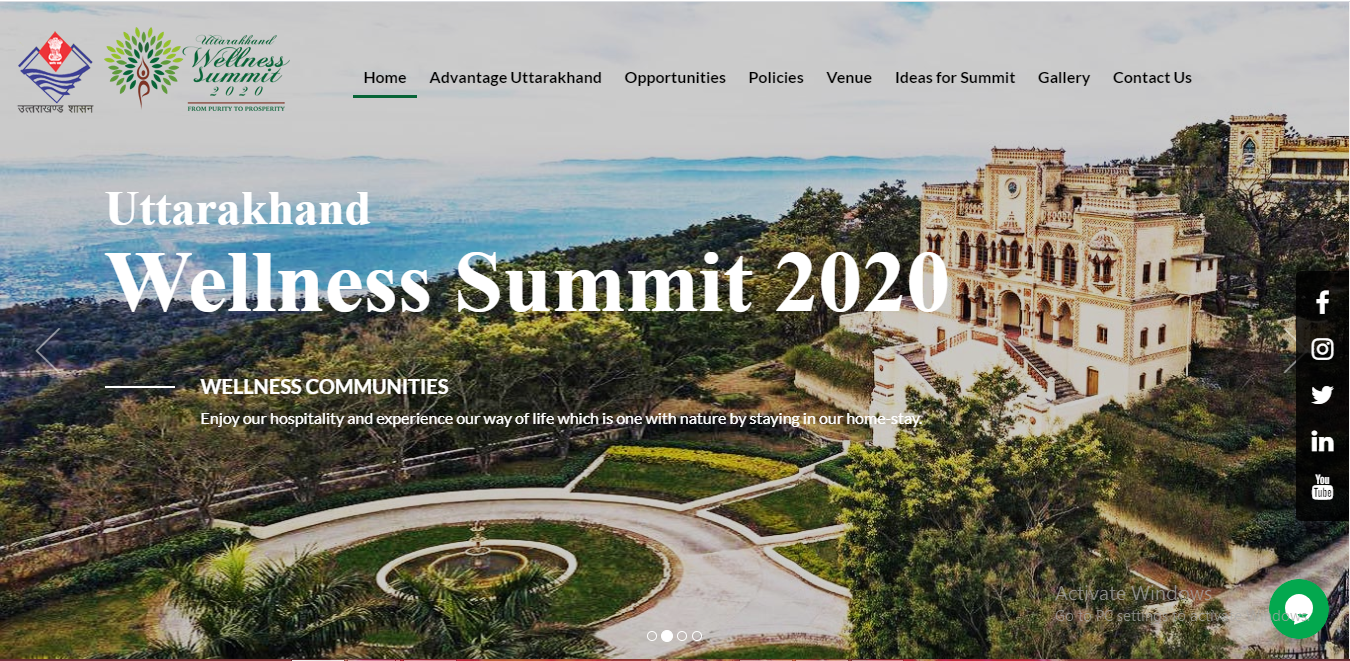 उत्तराखण्ड शासन
Uttarakhand
Wellness
Summit
2020
FROM PURITY TO PROSPERITY
Home Advantage Uttarakhand Opportunities Policies Venue Ideas for Summit Gallery Contact Us
Uttarakhand
Wellness Summit 2020
WELLNESS COMMUNITIES
Enjoy our hospitality and experience our way of life which is one with nature by staying in our home-stay.
You
Tube
Activate Windows
Go to PC settings to activate Windows.